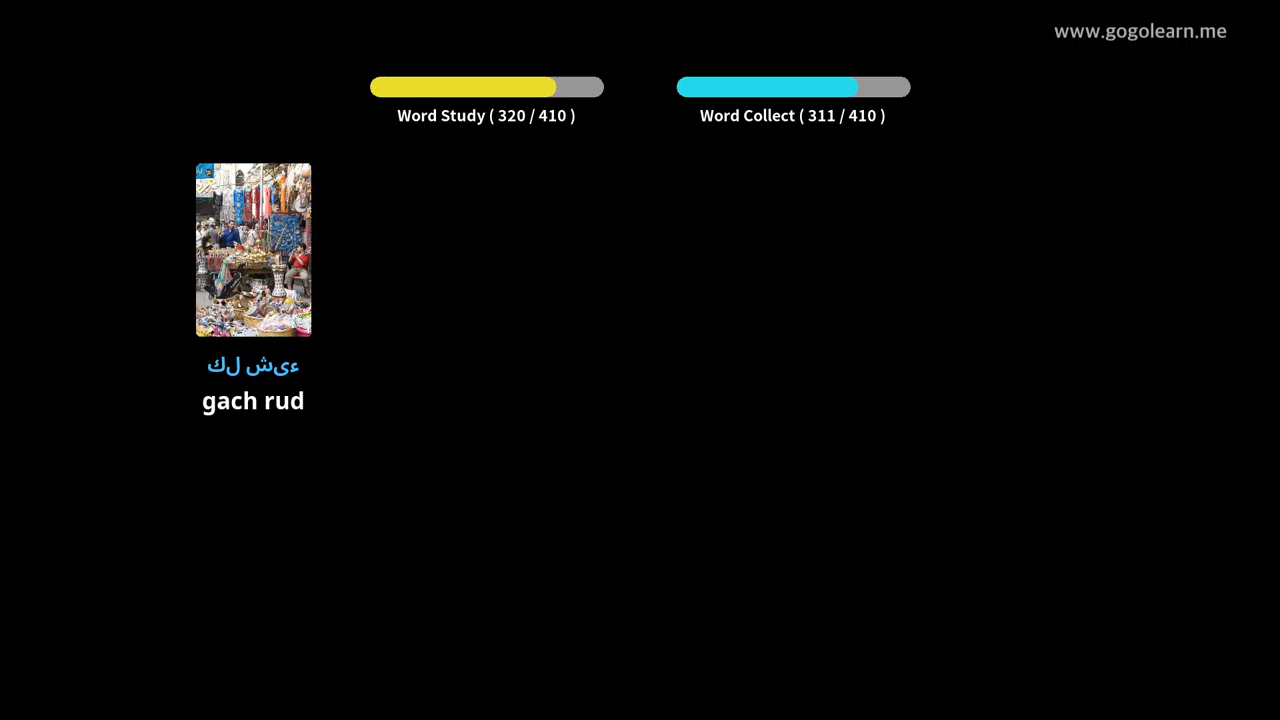 www.gogolearn.me
Word Study ( 320 / 410 )
Word Collect ( 311 / 410 )
ءىش لك
gach rud